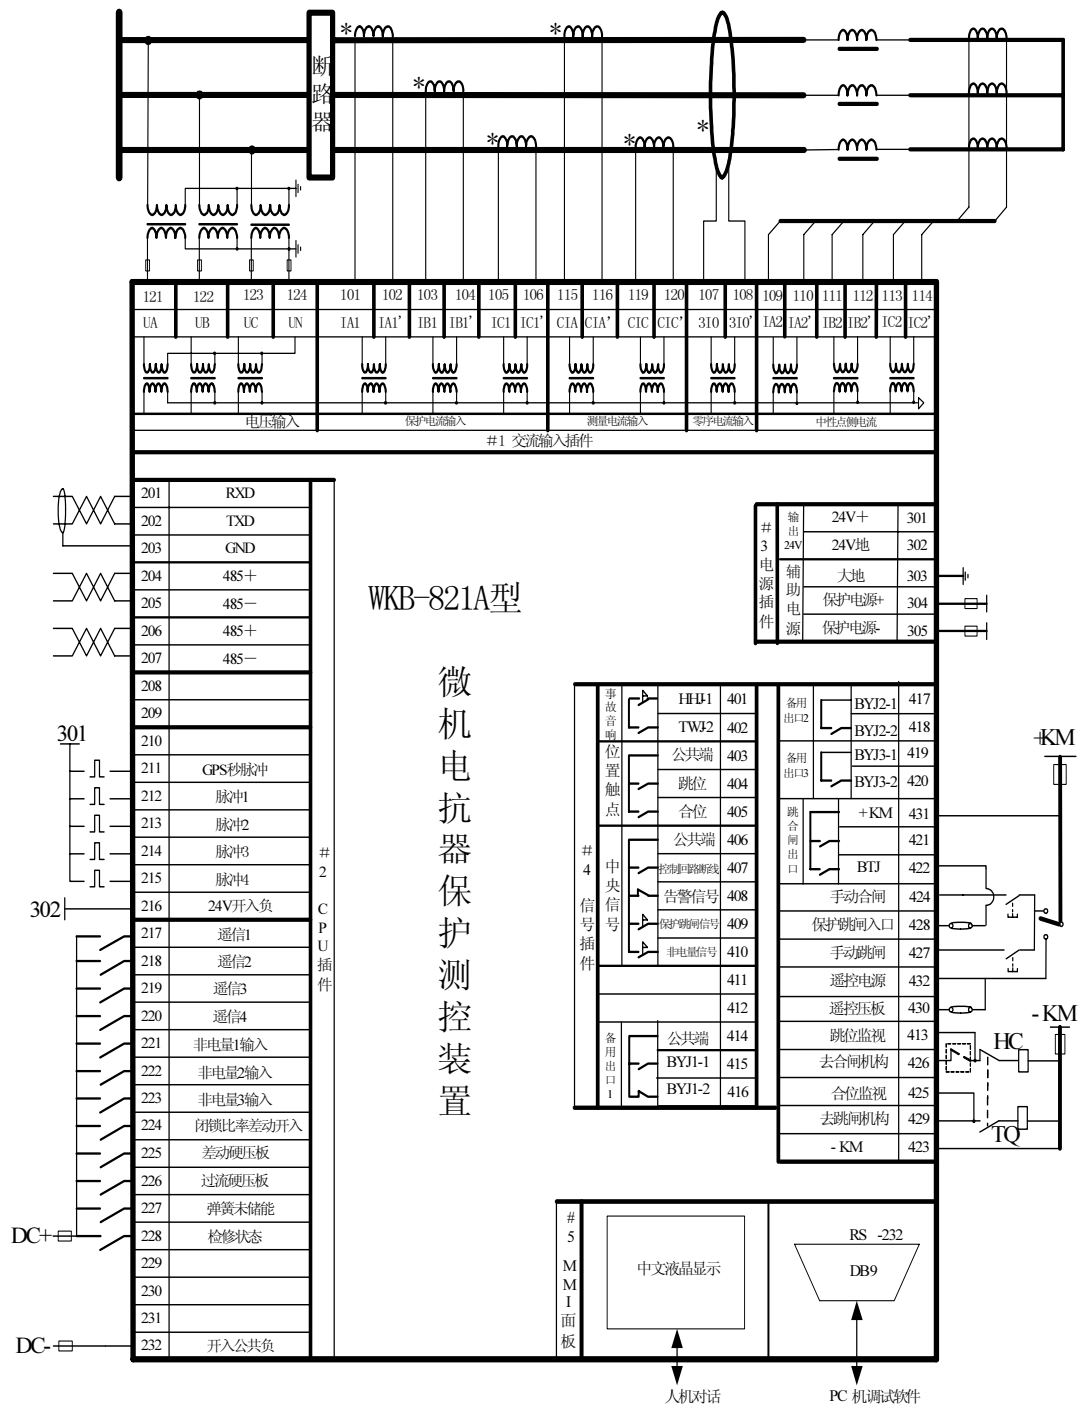 *
*
*
*
*
*
断路器
121 122 123 124 101 102 103 104 105 106 115 116 119 120 107 108 109 110 111 112 113 114
UA UB UC UN IA1 IA1' IB1 IB1' IC1 IC1' CIA CIA' CIC CIC' 3I0 3I0' IA2 IA2' IB2 IB2' IC2 IC2'
电压输入 保护电流输入 测量电流输入 零序电流输入 中性点侧电流
#1 交流输入插件
WKB-821A型
微机电抗器保护测控装置
#2 CPU插件
201 RXD
202 TXD
203 GND
204 485+
205 485-
206 485+
207 485-
208
209
210
301
211 GPS秒脉冲
212 脉冲1
213 脉冲2
214 脉冲3
215 脉冲4
302 216 24V开入负
217 遥信1
218 遥信2
219 遥信3
220 遥信4
221 非电量1输入
222 非电量2输入
223 非电量3输入
224 闭锁比率差动开入
225 差动硬压板
226 过流硬压板
227 弹簧未储能
DC+ 228 检修状态
229
230
231
DC- 232 开入公共负
#3电源插件
输出24V
24V+ 301
24V地 302
辅助电源
大地 303
保护电源+ 304
保护电源- 305
#4 信号插件
事故音响
HHJ-1 401
TWJ-2 402
位置触点
公共端 403
跳位 404
合位 405
中央信号
公共端 406
控制回路断线 407
告警信号 408
保护跳闸信号 409
非电量信号 410
411
412
备用出口1
公共端 414
BYJ1-1 415
BYJ1-2 416
备用出口2
BYJ2-1 417
BYJ2-2 418
备用出口3
BYJ3-1 419
BYJ3-2 420
跳合闸出口
+KM 431
421
BTJ 422
手动合闸 424
保护跳闸入口 428
手动跳闸 427
遥控电源 432
遥控压板 430
跳位监视 413
去合闸机构 426
合位监视 425
去跳闸机构 429
-KM 423
+KM
-KM
HC
TQ
#5 MMI面板
中文液晶显示
RS -232
DB9
人机对话
PC 机调试软件